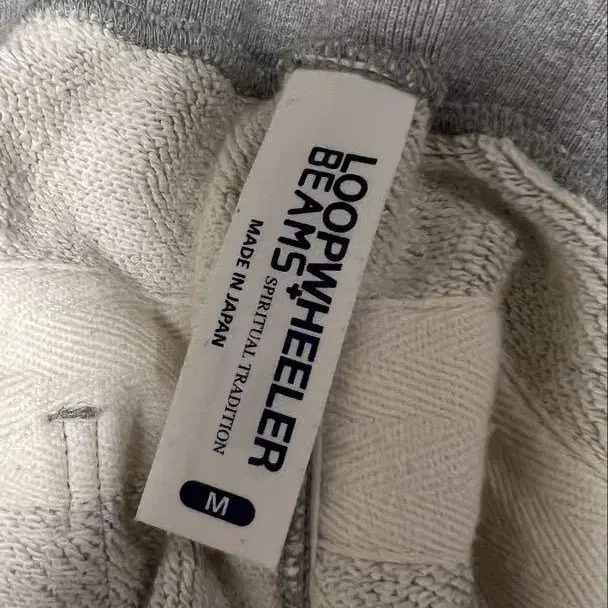 LOOPWHEELER
BEAMS+
SPIRITUAL TRADITION
MADE IN JAPAN
M